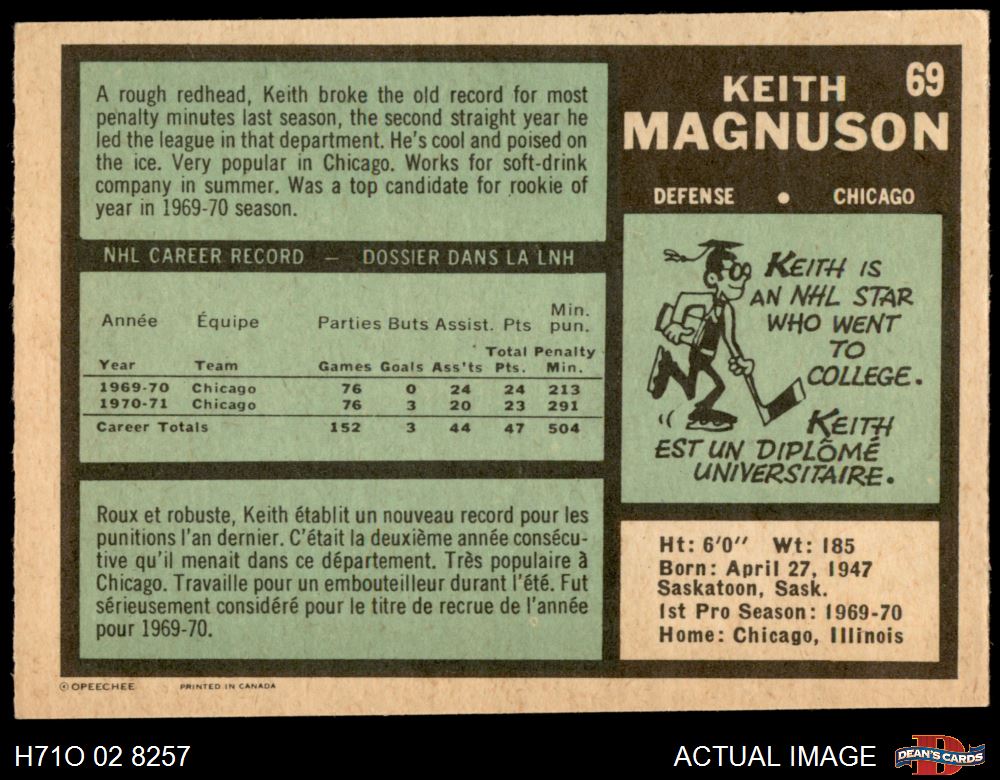 A rough redhead, Keith broke the old record for most
penalty minutes last season, the second straight year he
led the league in that department. He's cool and poised on
the ice. Very popular in Chicago. Works for soft-drink
company in summer. Was a top candidate for rookie of
year in 1969-70 season.
NHL CAREER RECORD — DOSSIER DANS LA LNH
Année Équipe Parties Buts Assist. Pts Min. pun.
Year Team Games Goals Ass'ts Total Pts. Penalty Min.
1969-70 Chicago 76 0 24 24 213
1970-71 Chicago 76 3 20 23 291
Career Totals 152 3 44 47 504
Roux et robuste, Keith établit un nouveau record pour les
punitions l'an dernier. C'était la deuxième année consécu-
tive qu'il menait dans ce département. Très populaire à
Chicago. Travaille pour un embouteilleur durant l'été. Fut
sérieusement considéré pour le titre de recrue de l'année
pour 1969-70.
KEITH 69
MAGNUSON
DEFENSE • CHICAGO
KEITH IS
AN NHL STAR
WHO WENT
TO
COLLEGE.
KEITH
EST UN DIPLÔMÉ
UNIVERSITAIRE.
Ht: 6'0" Wt: 185
Born: April 27, 1947
Saskatoon, Sask.
1st Pro Season: 1969-70
Home: Chicago, Illinois
© OPEECHEE PRINTED IN CANADA
H71O 02 8257 ACTUAL IMAGE DEAN'S CARDS